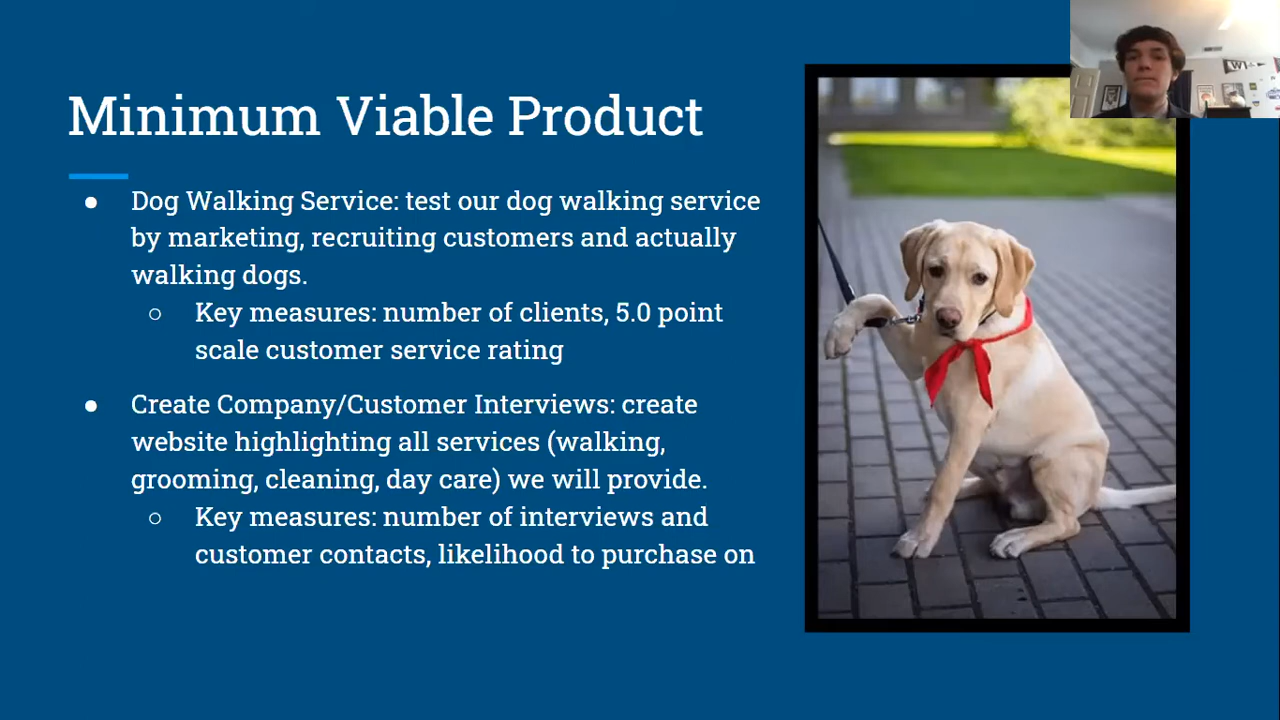 Minimum Viable Product
● Dog Walking Service: test our dog walking service
by marketing, recruiting customers and actually
walking dogs.
○ Key measures: number of clients, 5.0 point
scale customer service rating
● Create Company/Customer Interviews: create
website highlighting all services (walking,
grooming, cleaning, day care) we will provide.
○ Key measures: number of interviews and
customer contacts, likelihood to purchase on